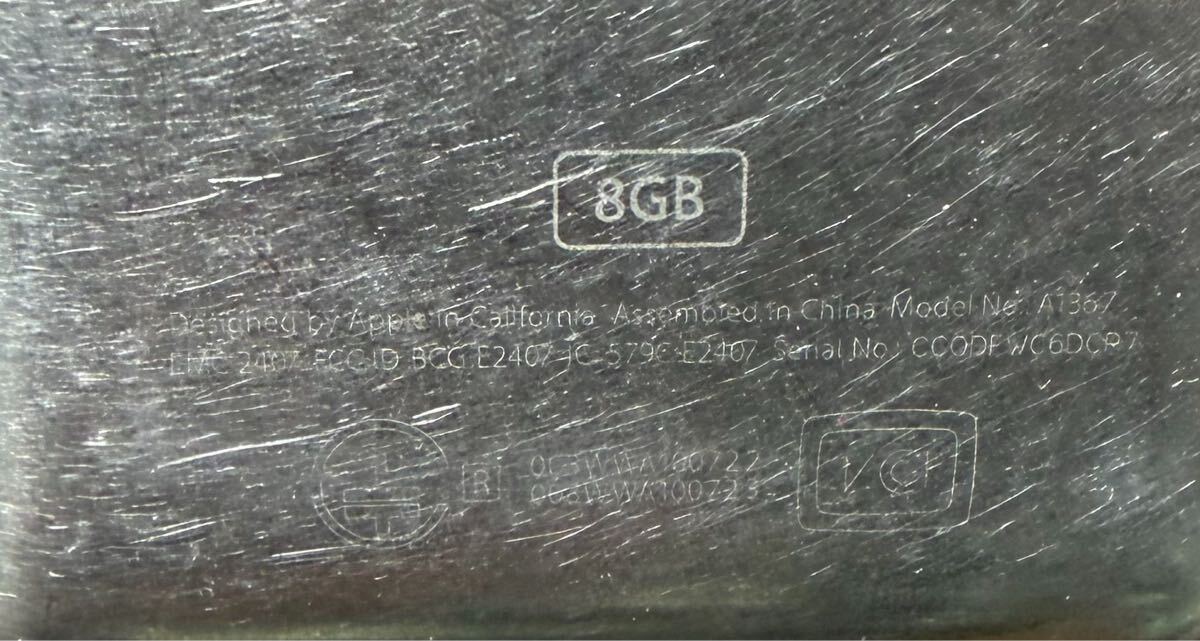 8GB
Designed by Apple in California Assembled in China Model No.: A1367
EMC 2407 FCC ID: BCG-E2407 IC: 579C-E2407 Serial No.:
R
VCI